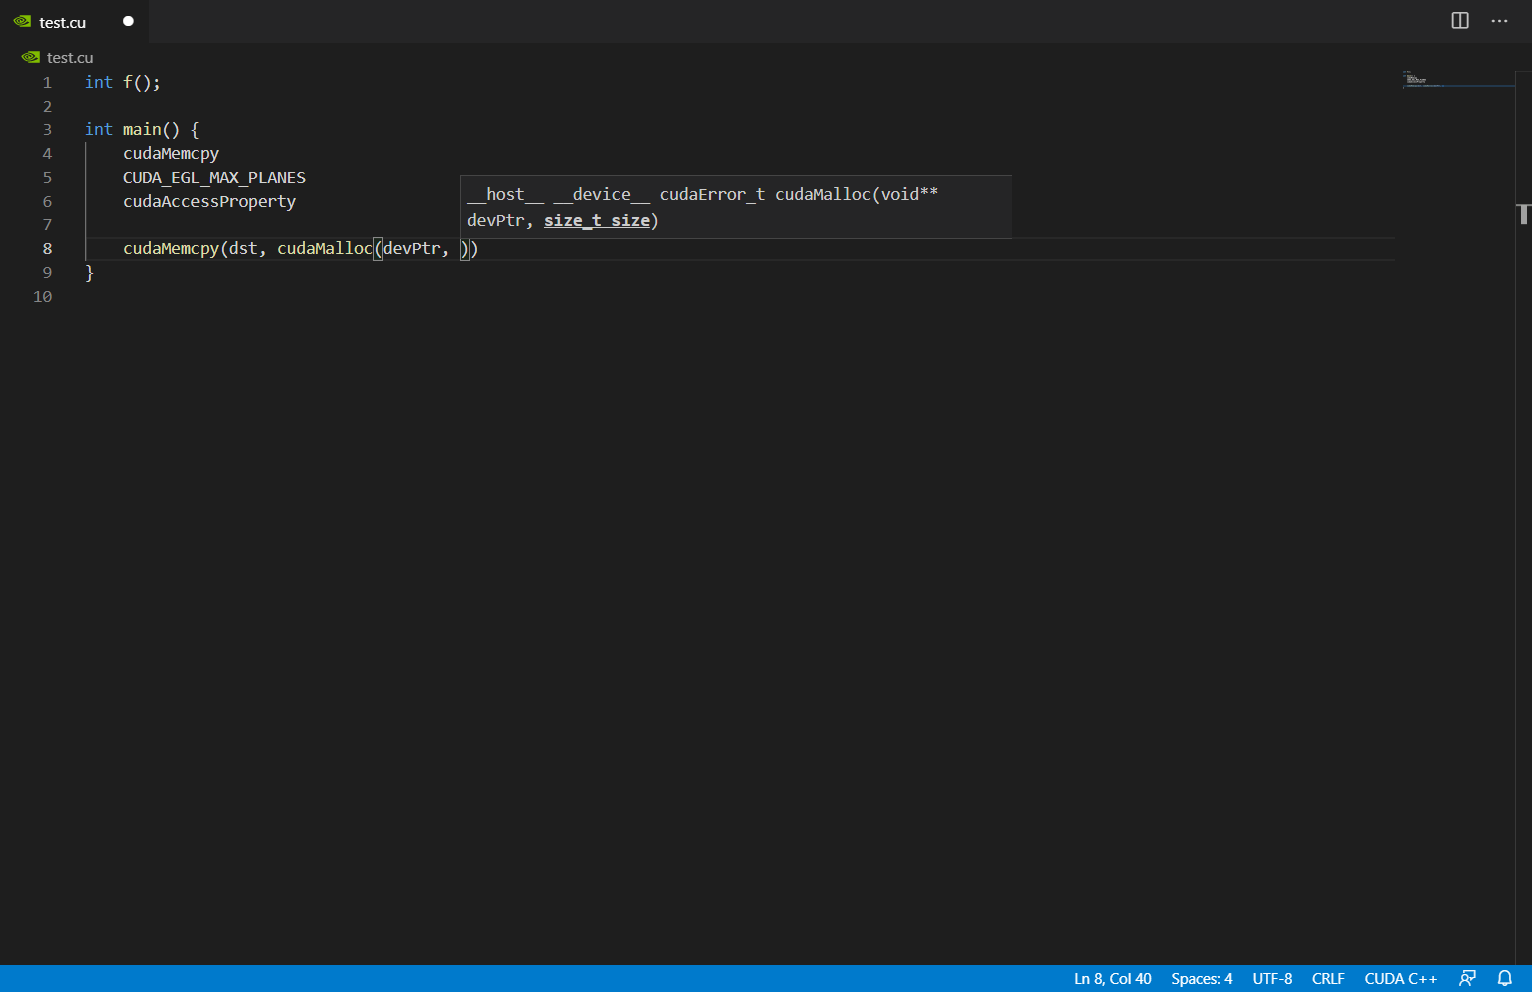 test.cu
test.cu
1 int f();
2
3 int main() {
4 cudaMemcpy
5 CUDA_EGL_MAX_PLANES
6 cudaAccessProperty
7
__host__ __device__ cudaError_t cudaMalloc(void**
devPtr, size_t size)
8 cudaMemcpy(dst, cudaMalloc(devPtr, ))
9 }
10
Ln 8, Col 40 Spaces: 4 UTF-8 CRLF CUDA C++